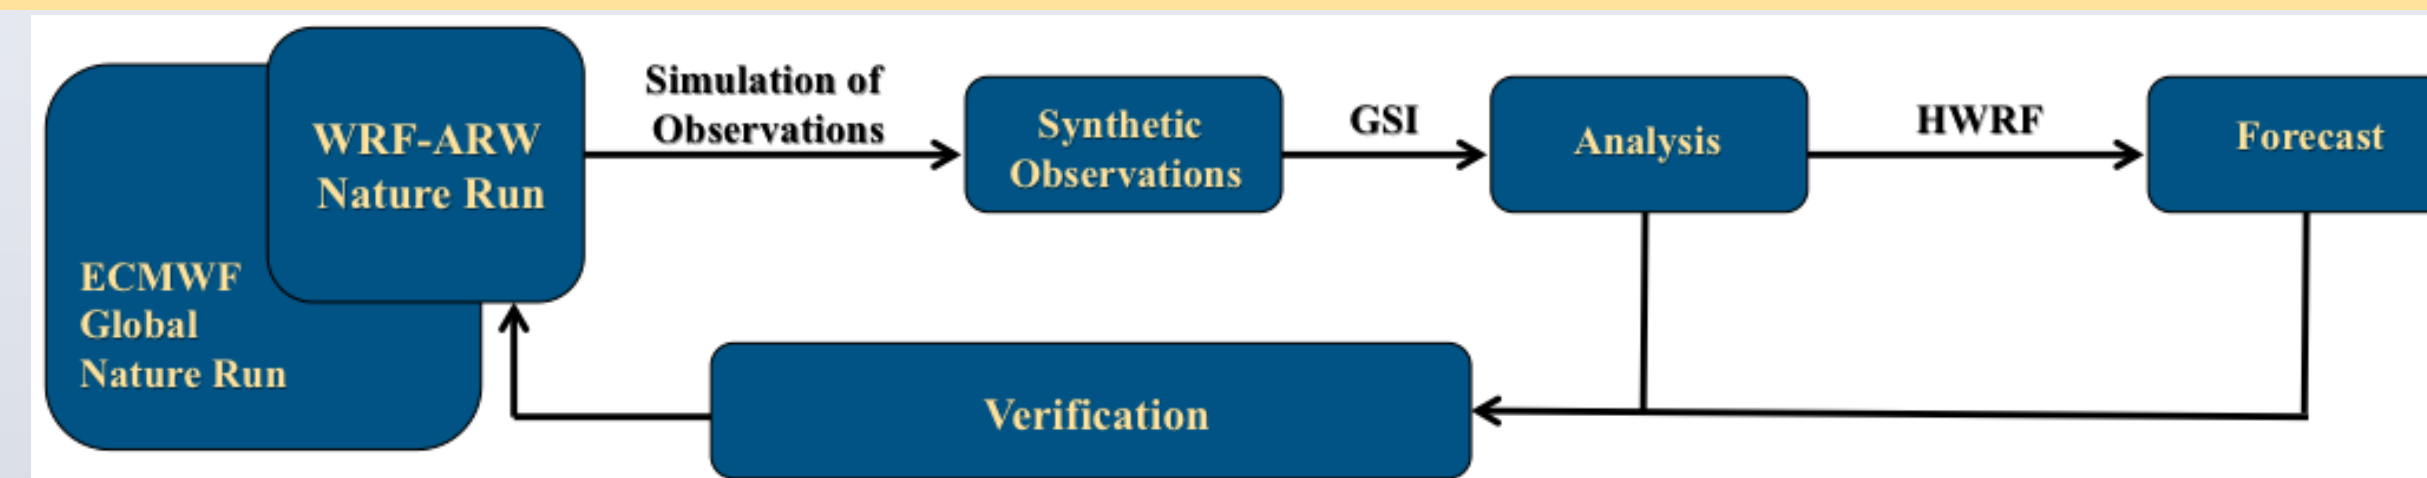 WRF-ARW
Nature Run
ECMWF
Global
Nature Run
Simulation of
Observations
Synthetic
Observations
GSI
Analysis
HWRF
Forecast
Verification